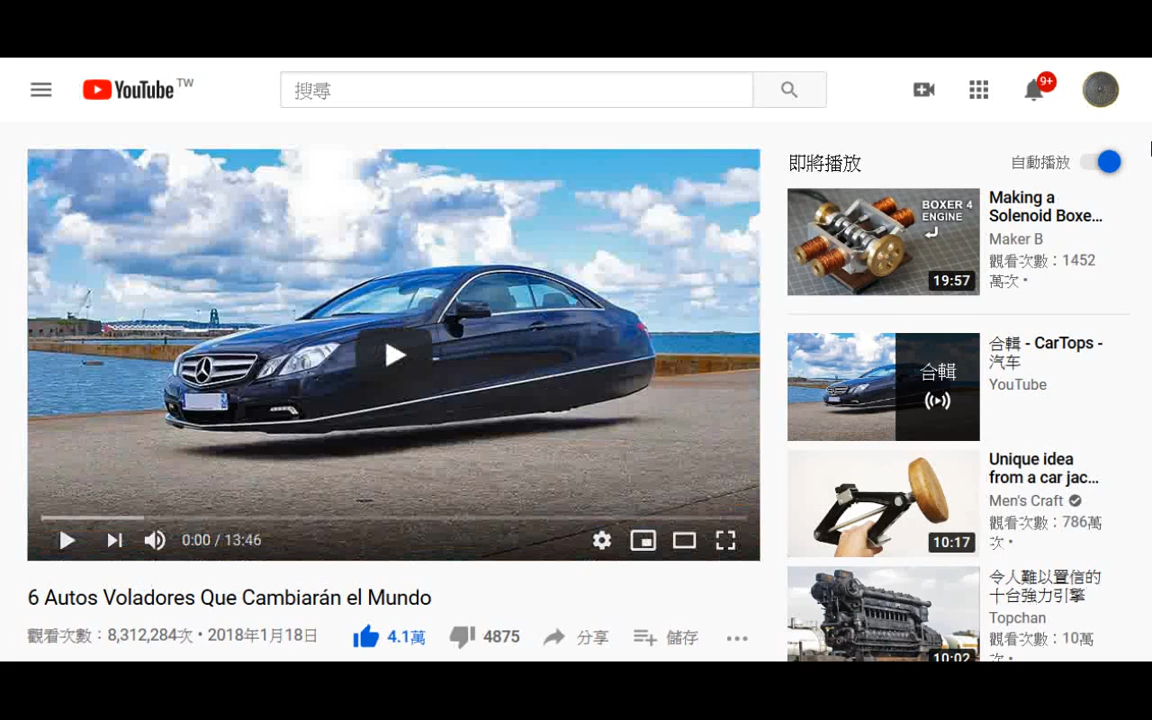 YouTube TW
搜尋
9+
即將播放
自動播放
BOXER 4
ENGINE
19:57
Making a
Solenoid Boxe...
Maker B
觀看次數：1452
萬次 •
合輯
合輯 - CarTops -
汽车
YouTube
10:17
Unique idea
from a car jac...
Men's Craft
觀看次數：786萬
次 •
10:02
令人難以置信的
十台強力引擎
Topchan
觀看次數：10萬
次 •
0:00 / 13:46
6 Autos Voladores Que Cambiarán el Mundo
觀看次數：8,312,284次 • 2018年1月18日
4.1萬
4875
分享
儲存